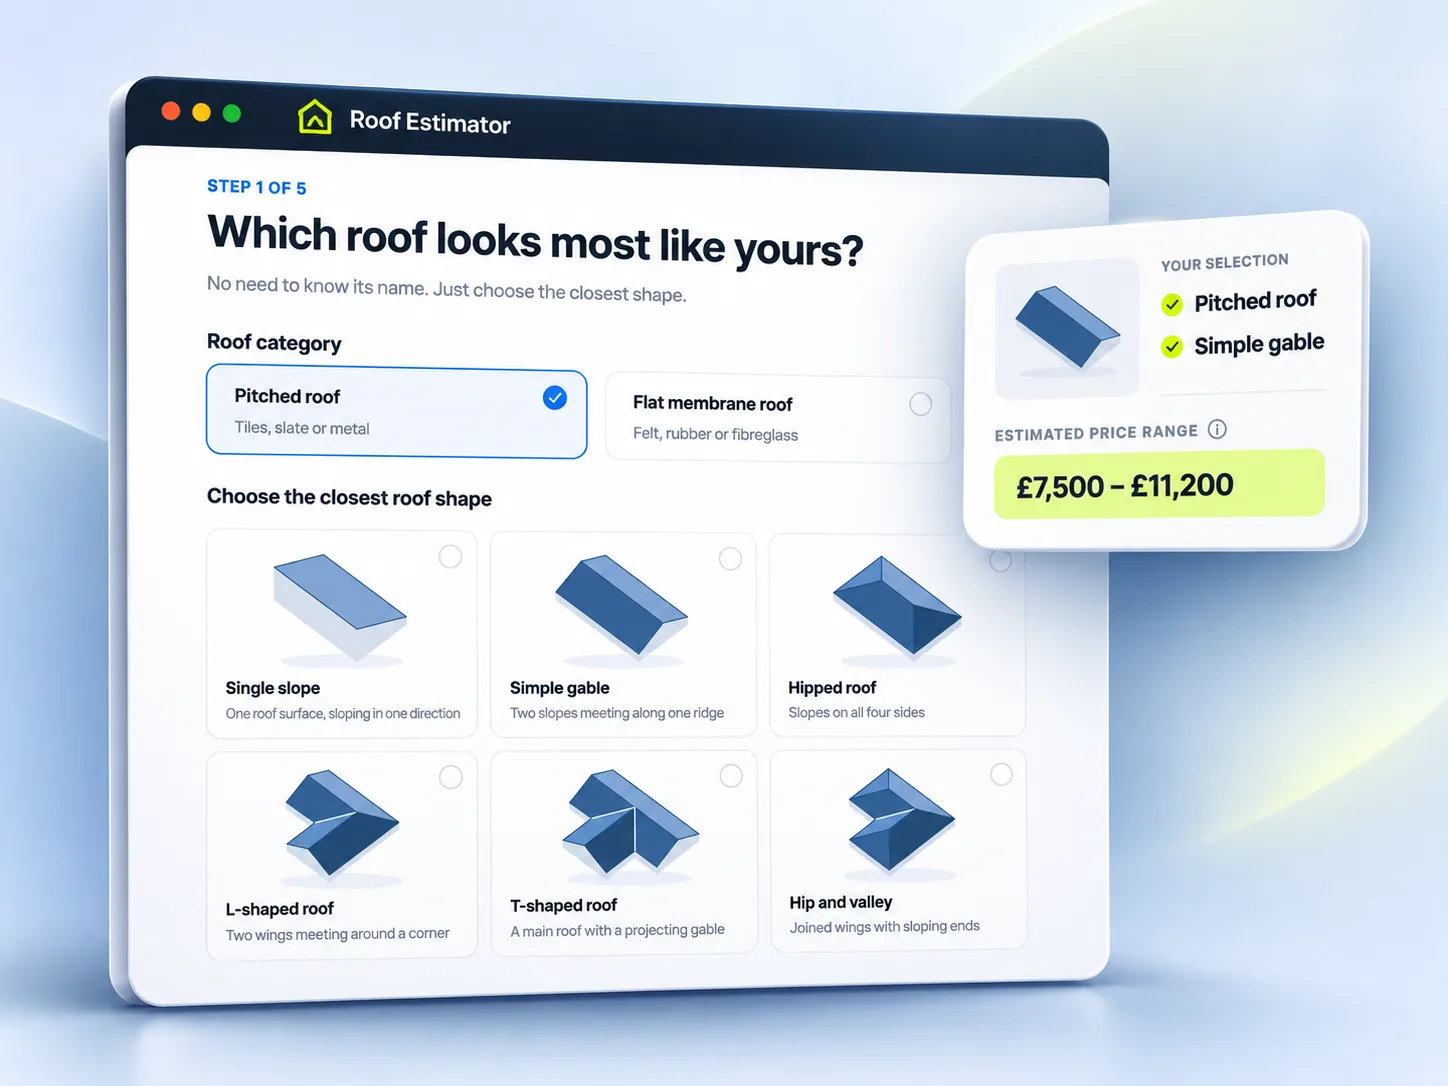 Roof Estimator
STEP 1 OF 5
Which roof looks most like yours?
No need to know its name. Just choose the closest shape.
Roof category
Pitched roof
Tiles, slate or metal
Flat membrane roof
Felt, rubber or fibreglass
Choose the closest roof shape
Single slope
One roof surface, sloping in one direction
Simple gable
Two slopes meeting along one ridge
Hipped roof
Slopes on all four sides
L-shaped roof
Two wings meeting around a corner
T-shaped roof
A main roof with a projecting gable
Hip and valley
Joined wings with sloping ends
YOUR SELECTION
Pitched roof
Simple gable
ESTIMATED PRICE RANGE
£7,500 – £11,200